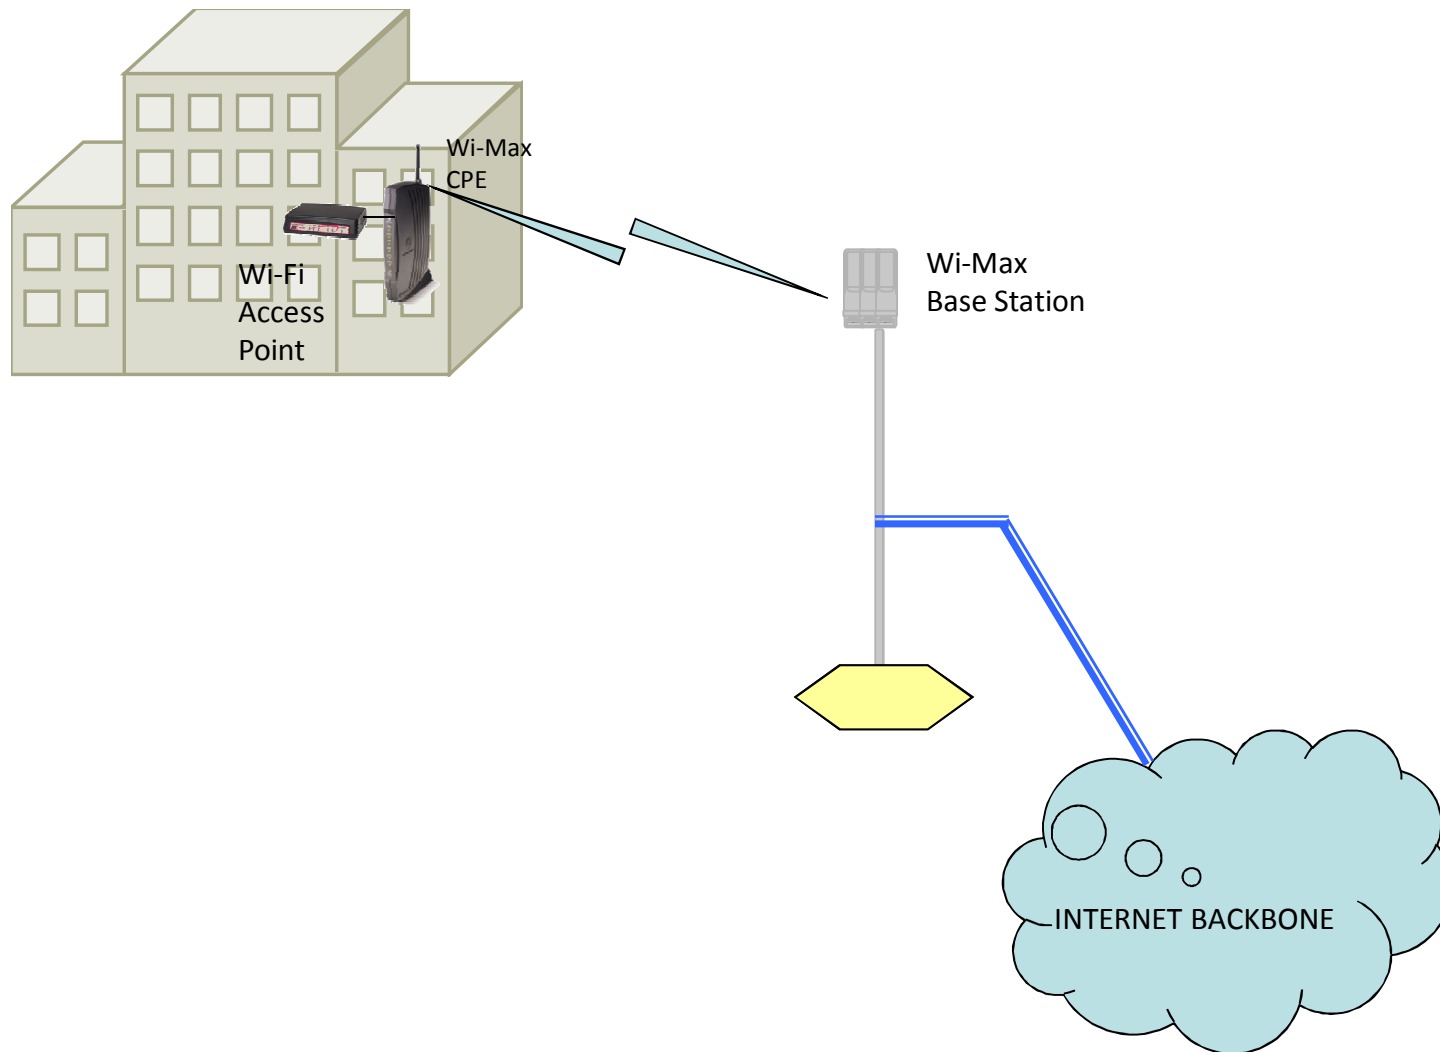 Wi-Max
CPE
Wi-Fi
Access
Point
Wi-Max
Base Station
INTERNET BACKBONE